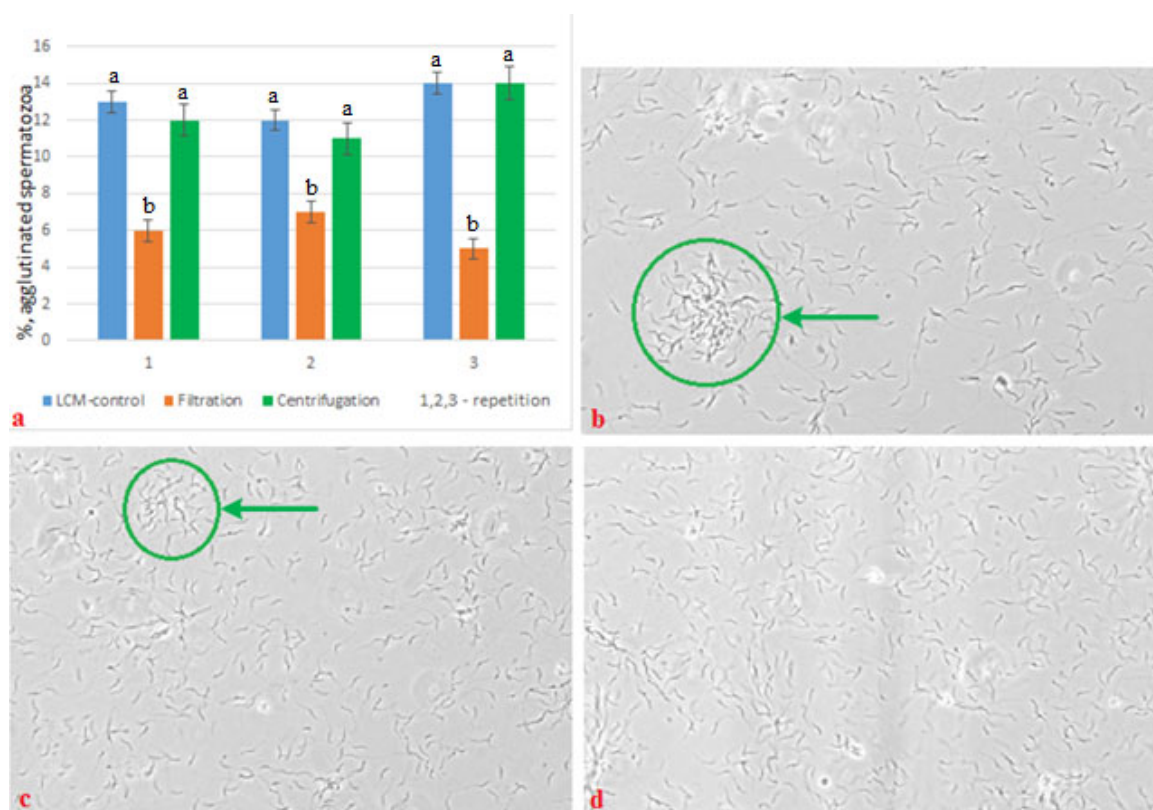 %, agglutinated spermatozoa
16
14
12
10
8
6
4
2
0
a
b
a
a
b
a
a
b
a
1
2
3
LCM-control Filtration Centrifugation 1,2,3 - repetition
a
b
c
d